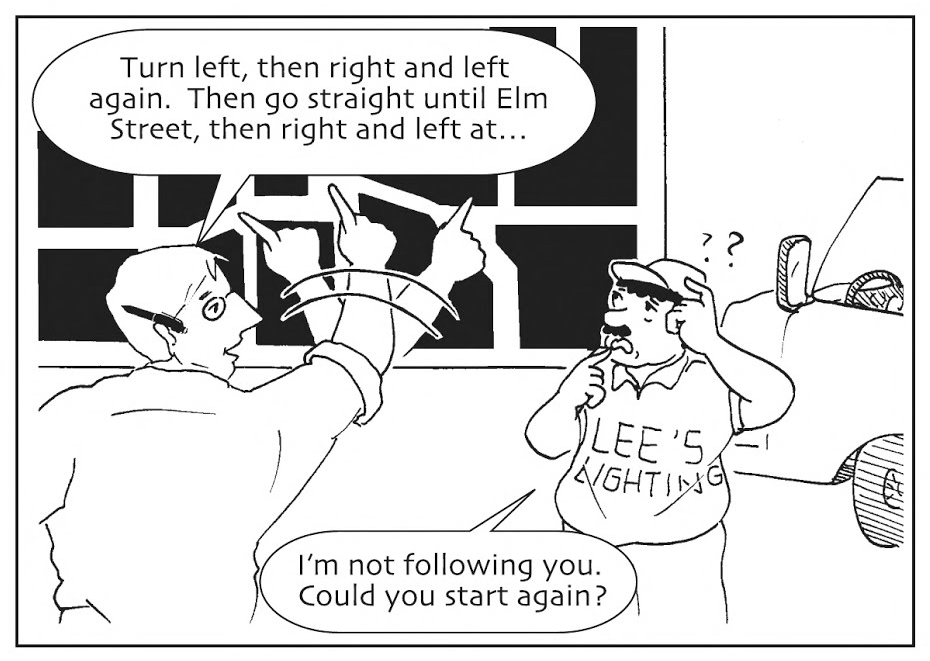 Turn left, then right and left
again. Then go straight until Elm
Street, then right and left at...
? ?
LEE'S
LIGHTING
I'm not following you.
Could you start again?